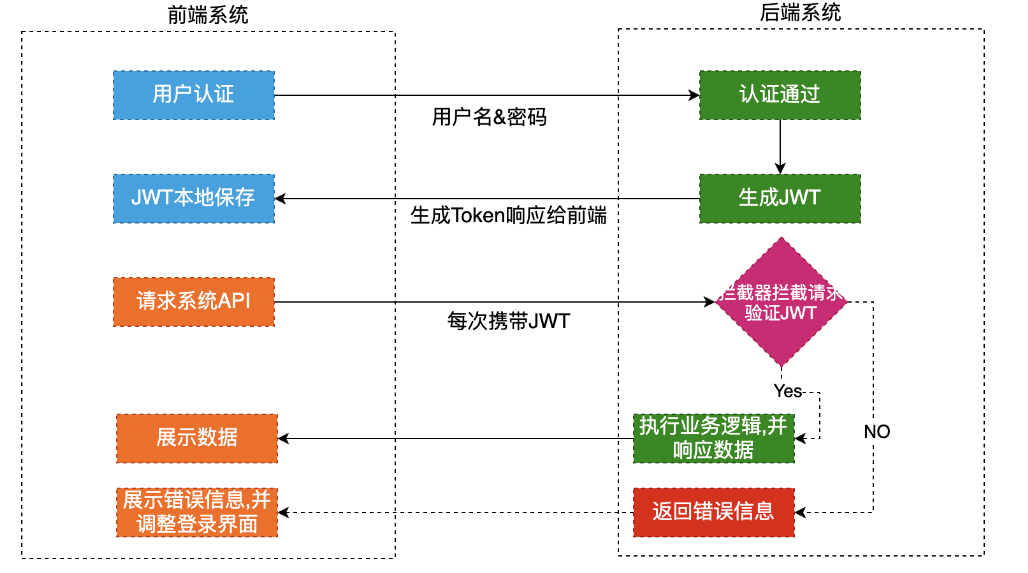 前端系统
后端系统
用户认证
用户名&密码
认证通过
JWT本地保存
生成Token响应给前端
生成JWT
请求系统API
每次携带JWT
拦截器拦截请求
验证JWT
Yes
NO
展示数据
执行业务逻辑,并
响应数据
展示错误信息,并
调整登录界面
返回错误信息